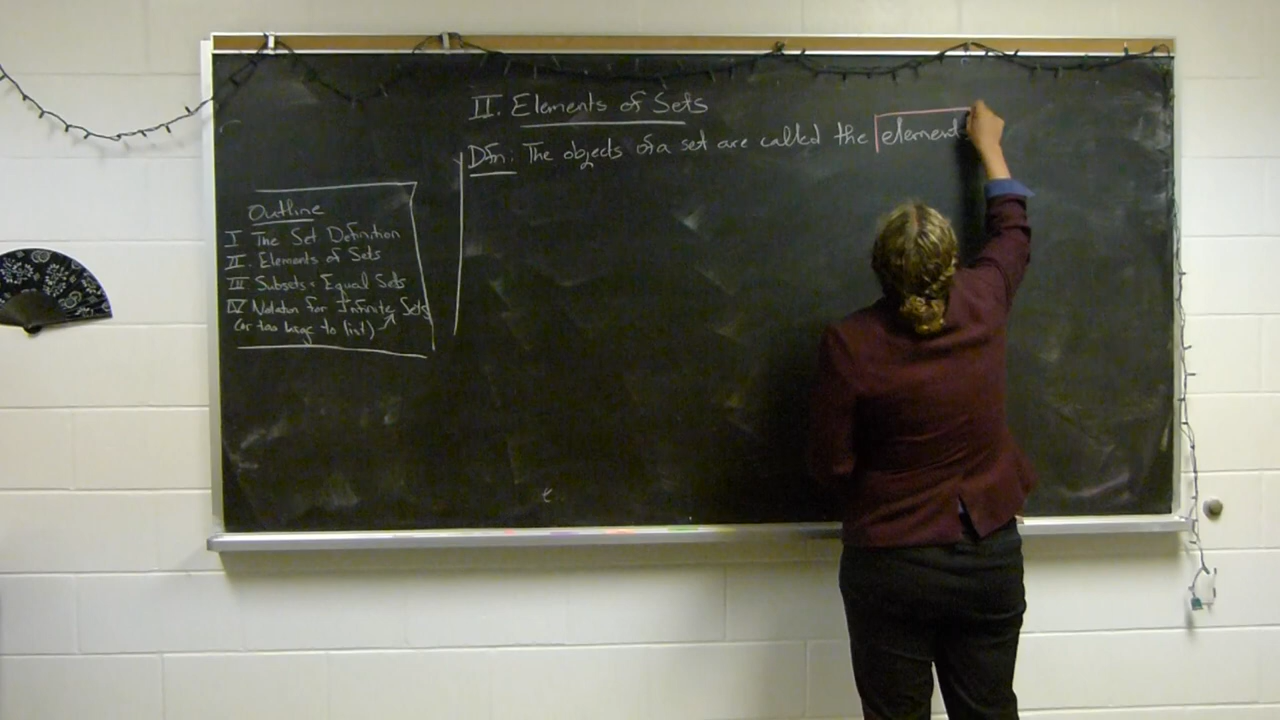 II. Elements of Sets
Dfn: The objects of a set are called the element
Outline
I The Set Definition
II. Elements of Sets
III Subsets + Equal Sets
IV Notation for Infinite Sets
(or too large to list)
e